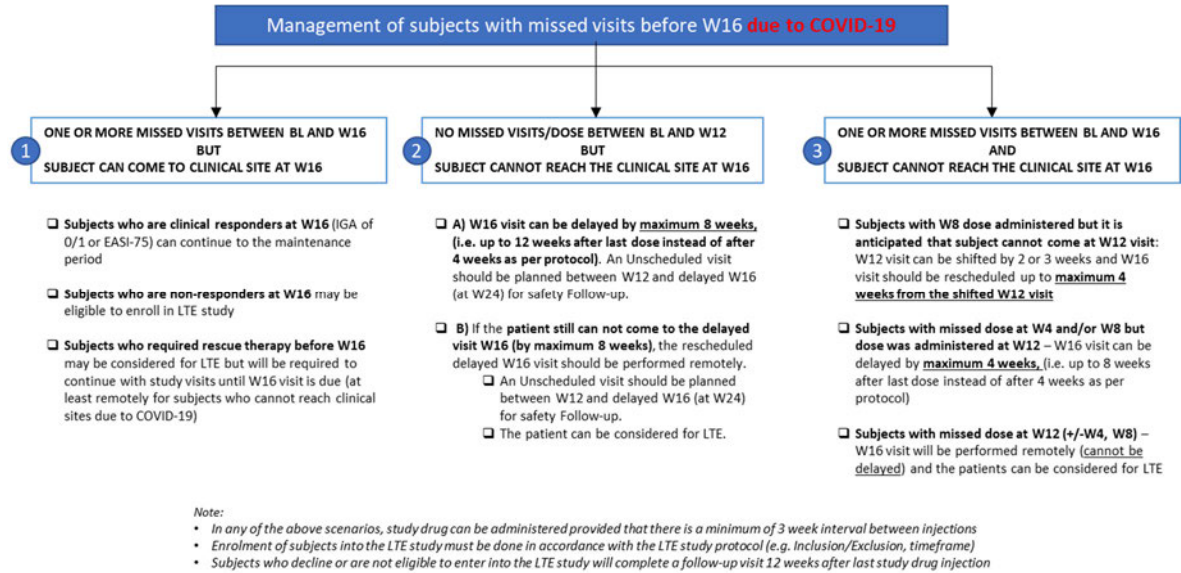 Management of subjects with missed visits before W16 due to COVID-19
1
ONE OR MORE MISSED VISITS BETWEEN BL AND W16
BUT
SUBJECT CAN COME TO CLINICAL SITE AT W16
❑ Subjects who are clinical responders at W16 (IGA of
0/1 or EASI-75) can continue to the maintenance
period
❑ Subjects who are non-responders at W16 may be
eligible to enroll in LTE study
❑ Subjects who required rescue therapy before W16
may be considered for LTE but will be required to
continue with study visits until W16 visit is due (at
least remotely for subjects who cannot reach clinical
sites due to COVID-19)
2
NO MISSED VISITS/DOSE BETWEEN BL AND W12
BUT
SUBJECT CANNOT REACH THE CLINICAL SITE AT W16
❑ A) W16 visit can be delayed by maximum 8 weeks,
(i.e. up to 12 weeks after last dose instead of after
4 weeks as per protocol). An Unscheduled visit
should be planned between W12 and delayed W16
(at W24) for safety Follow-up.
❑ B) If the patient still can not come to the delayed
visit W16 (by maximum 8 weeks), the rescheduled
delayed W16 visit should be performed remotely.
❑ An Unscheduled visit should be planned
between W12 and delayed W16 (at W24)
for safety Follow-up.
❑ The patient can be considered for LTE.
3
ONE OR MORE MISSED VISITS BETWEEN BL AND W16
AND
SUBJECT CANNOT REACH THE CLINICAL SITE AT W16
❑ Subjects with W8 dose administered but it is
anticipated that subject cannot come at W12 visit:
W12 visit can be shifted by 2 or 3 weeks and W16
visit should be rescheduled up to maximum 4
weeks from the shifted W12 visit
❑ Subjects with missed dose at W4 and/or W8 but
dose was administered at W12 – W16 visit can be
delayed by maximum 4 weeks, (i.e. up to 8 weeks
after last dose instead of after 4 weeks as per
protocol)
❑ Subjects with missed dose at W12 (+/-W4, W8) –
W16 visit will be performed remotely (cannot be
delayed) and the patients can be considered for LTE
Note:
• In any of the above scenarios, study drug can be administered provided that there is a minimum of 3 week interval between injections
• Enrolment of subjects into the LTE study must be done in accordance with the LTE study protocol (e.g. Inclusion/Exclusion, timeframe)
• Subjects who decline or are not eligible to enter into the LTE study will complete a follow-up visit 12 weeks after last study drug injection